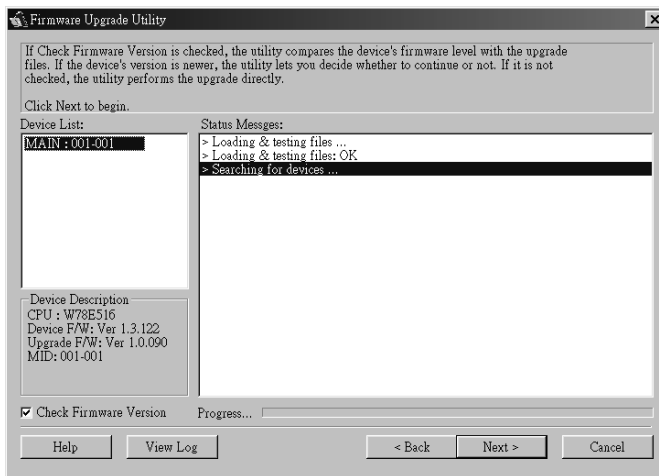 Firmware Upgrade Utility
If Check Firmware Version is checked, the utility compares the device's firmware level with the upgrade
files. If the device's version is newer, the utility lets you decide whether to continue or not. If it is not
checked, the utility performs the upgrade directly.
Click Next to begin.
Device List:
MAIN : 001-001
Status Messges:
> Loading & testing files ...
> Loading & testing files: OK
> Searching for devices ...
Device Description
CPU : W78E516
Device F/W: Ver 1.3.122
Upgrade F/W: Ver 1.0.090
MID: 001-001
Check Firmware Version
Progress...
Help
View Log
< Back
Next >
Cancel